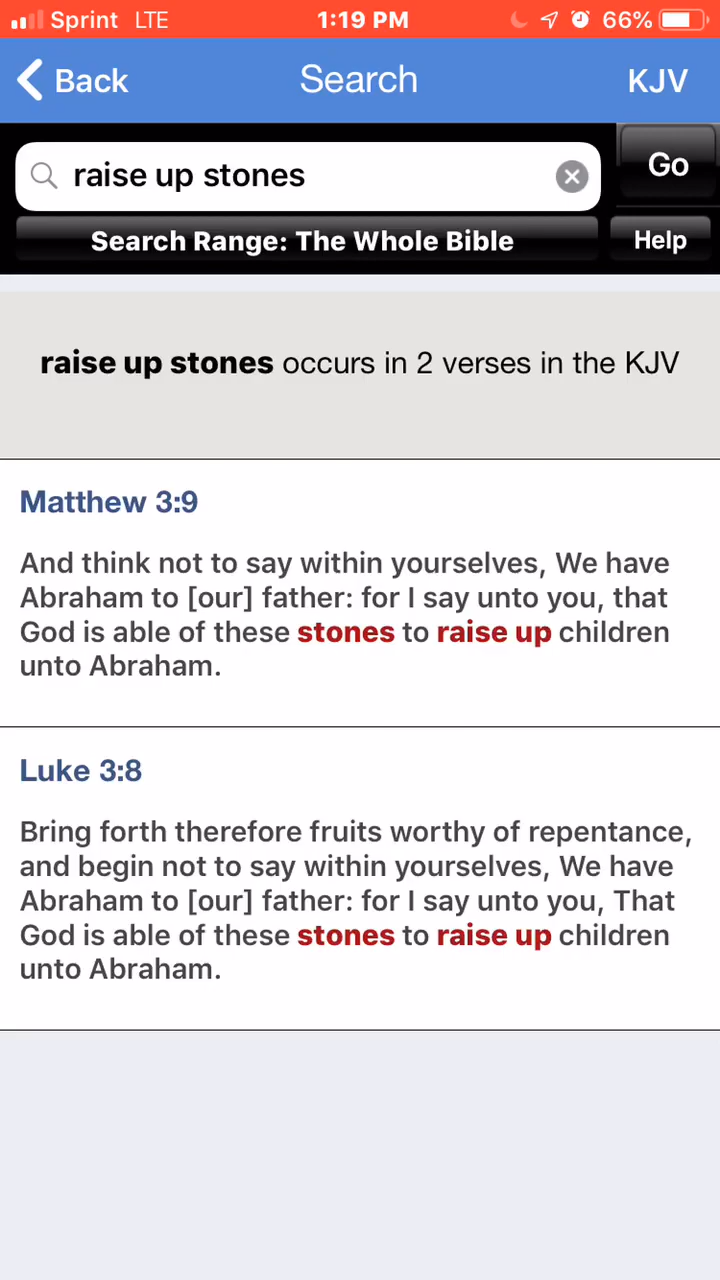 Sprint LTE 1:19 PM 66%
Back Search KJV
raise up stones Go
Search Range: The Whole Bible Help
raise up stones occurs in 2 verses in the KJV
Matthew 3:9
And think not to say within yourselves, We have
Abraham to [our] father: for I say unto you, that
God is able of these stones to raise up children
unto Abraham.
Luke 3:8
Bring forth therefore fruits worthy of repentance,
and begin not to say within yourselves, We have
Abraham to [our] father: for I say unto you, That
God is able of these stones to raise up children
unto Abraham.